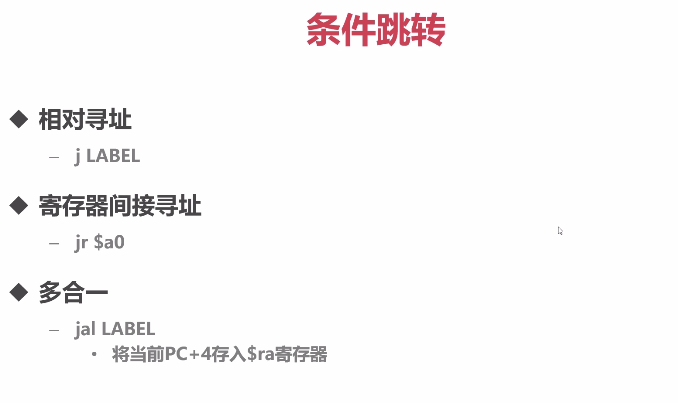 条件跳转
◆ 相对寻址
– j LABEL
◆ 寄存器间接寻址
– jr $a0
◆ 多合一
– jal LABEL
• 将当前PC+4存入$ra寄存器